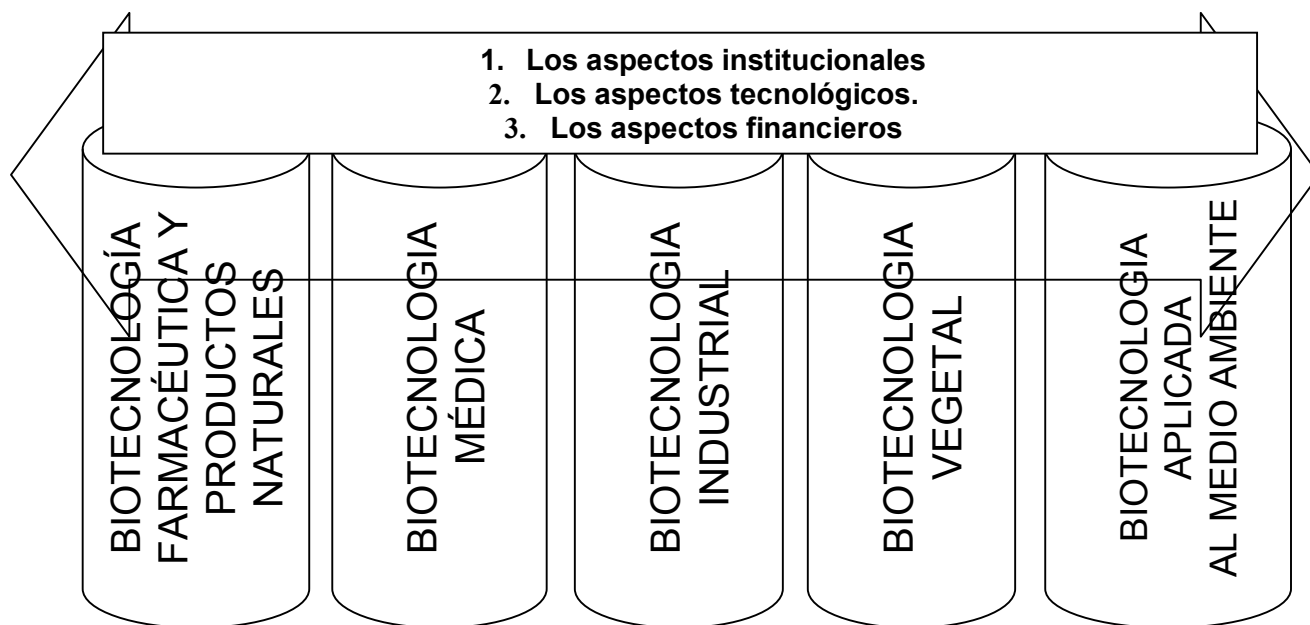 1. Los aspectos institucionales
2. Los aspectos tecnológicos.
3. Los aspectos financieros
BIOTECNOLOGÍA
FARMACÉUTICA Y
PRODUCTOS
NATURALES
BIOTECNOLOGIA
MÉDICA
BIOTECNOLOGIA
INDUSTRIAL
BIOTECNOLOGIA
VEGETAL
BIOTECNOLOGIA
APLICADA
AL MEDIO AMBIENTE